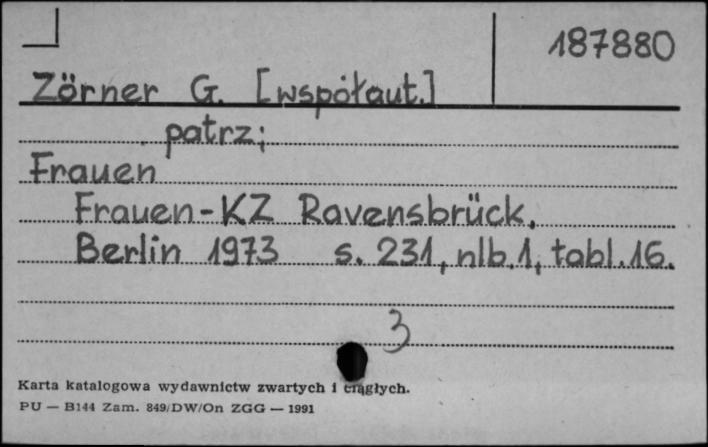 187880
Zörner G. [współaut.]
patrz;
Frauen
Frauen-KZ Ravensbrück.
Berlin 1973 s. 231, nlb.1, tabl.16.
3
Karta katalogowa wydawnictw zwartych i ciągłych.
PU — B144 Zam. 849/DW/On ZGG — 1991